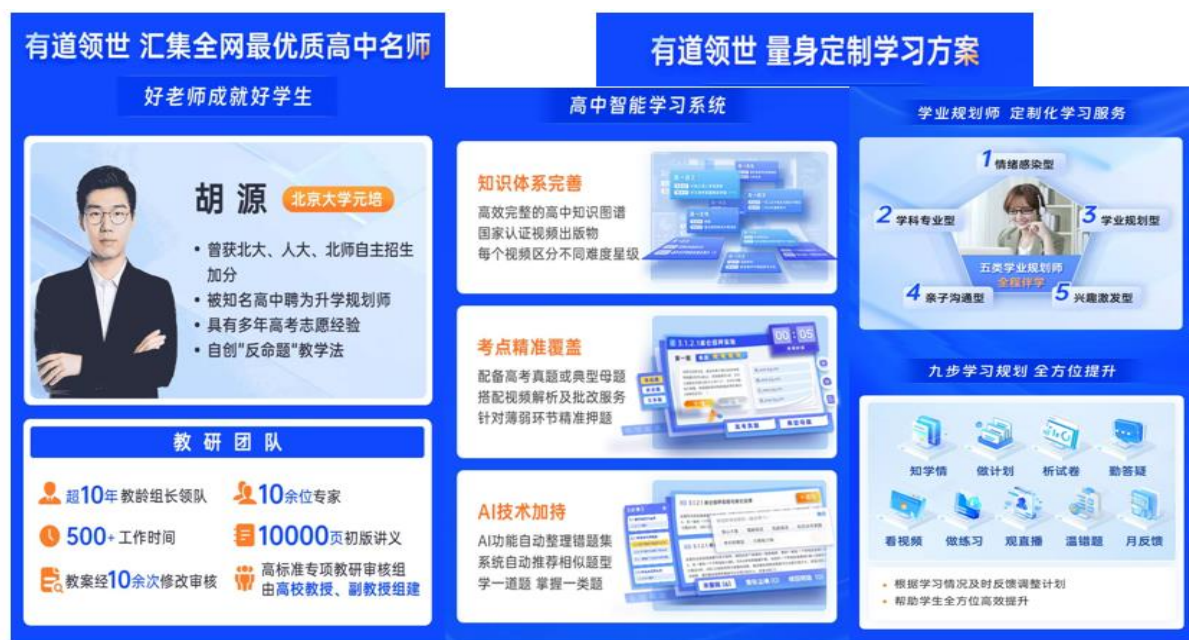 有道领世 汇集全网最优质高中名师
好老师成就好学生
胡源
北京大学元培
• 曾获北大、人大、北师自主招生
加分
• 被知名高中聘为升学规划师
• 具有多年高考志愿经验
• 自创"反命题"教学法
教研团队
超10年教龄组长领队
10余位专家
500+工作时间
10000页初版讲义
教案经10余次修改审核
高标准专项教研审核组
由高校教授、副教授组建
有道领世 量身定制学习方案
高中智能学习系统
知识体系完善
高效完整的高中知识图谱
国家认证视频出版物
每个视频区分不同难度星级
考点精准覆盖
配备高考真题或典型母题
搭配视频解析及批改服务
针对薄弱环节精准押题
00:05
AI技术加持
AI功能自动整理错题集
系统自动推荐相似题型
学一道题 掌握一类题
学业规划师 定制化学习服务
1 情绪感染型
2 学科专业型
3 学业规划型
五类学业规划师
全程伴学
4 亲子沟通型
5 兴趣激发型
九步学习规划 全方位提升
知学情 做计划 析试卷 勤答疑
看视频 做练习 观直播 温错题 月反馈
• 根据学习情况及时反馈调整计划
• 帮助学生全方位高效提升